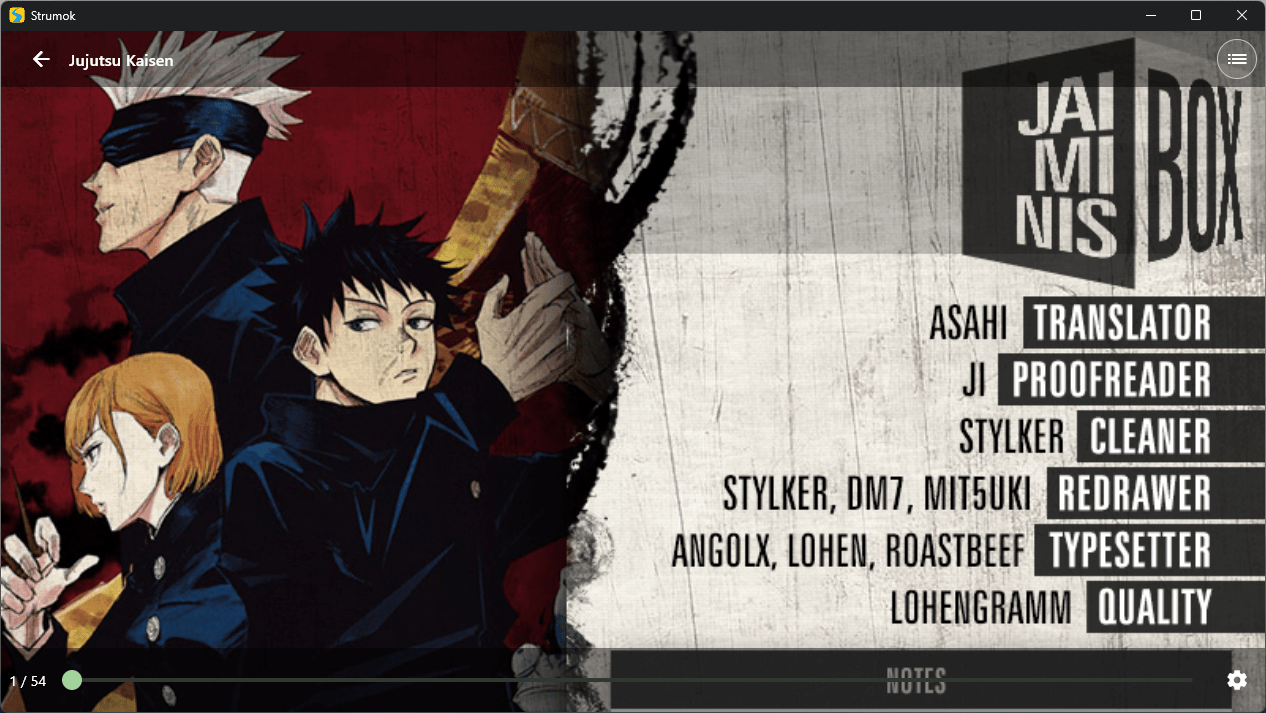 Strumok
Jujutsu Kaisen
JAI
MI
NIS
BOX
ASAHI TRANSLATOR
JI PROOFREADER
STYLKER CLEANER
STYLKER, DM7, MIT5UKI REDRAWER
ANGOLX, LOHEN, ROASTBEEF TYPESETTER
LOHENGRAMM QUALITY
NOTES
1 / 54